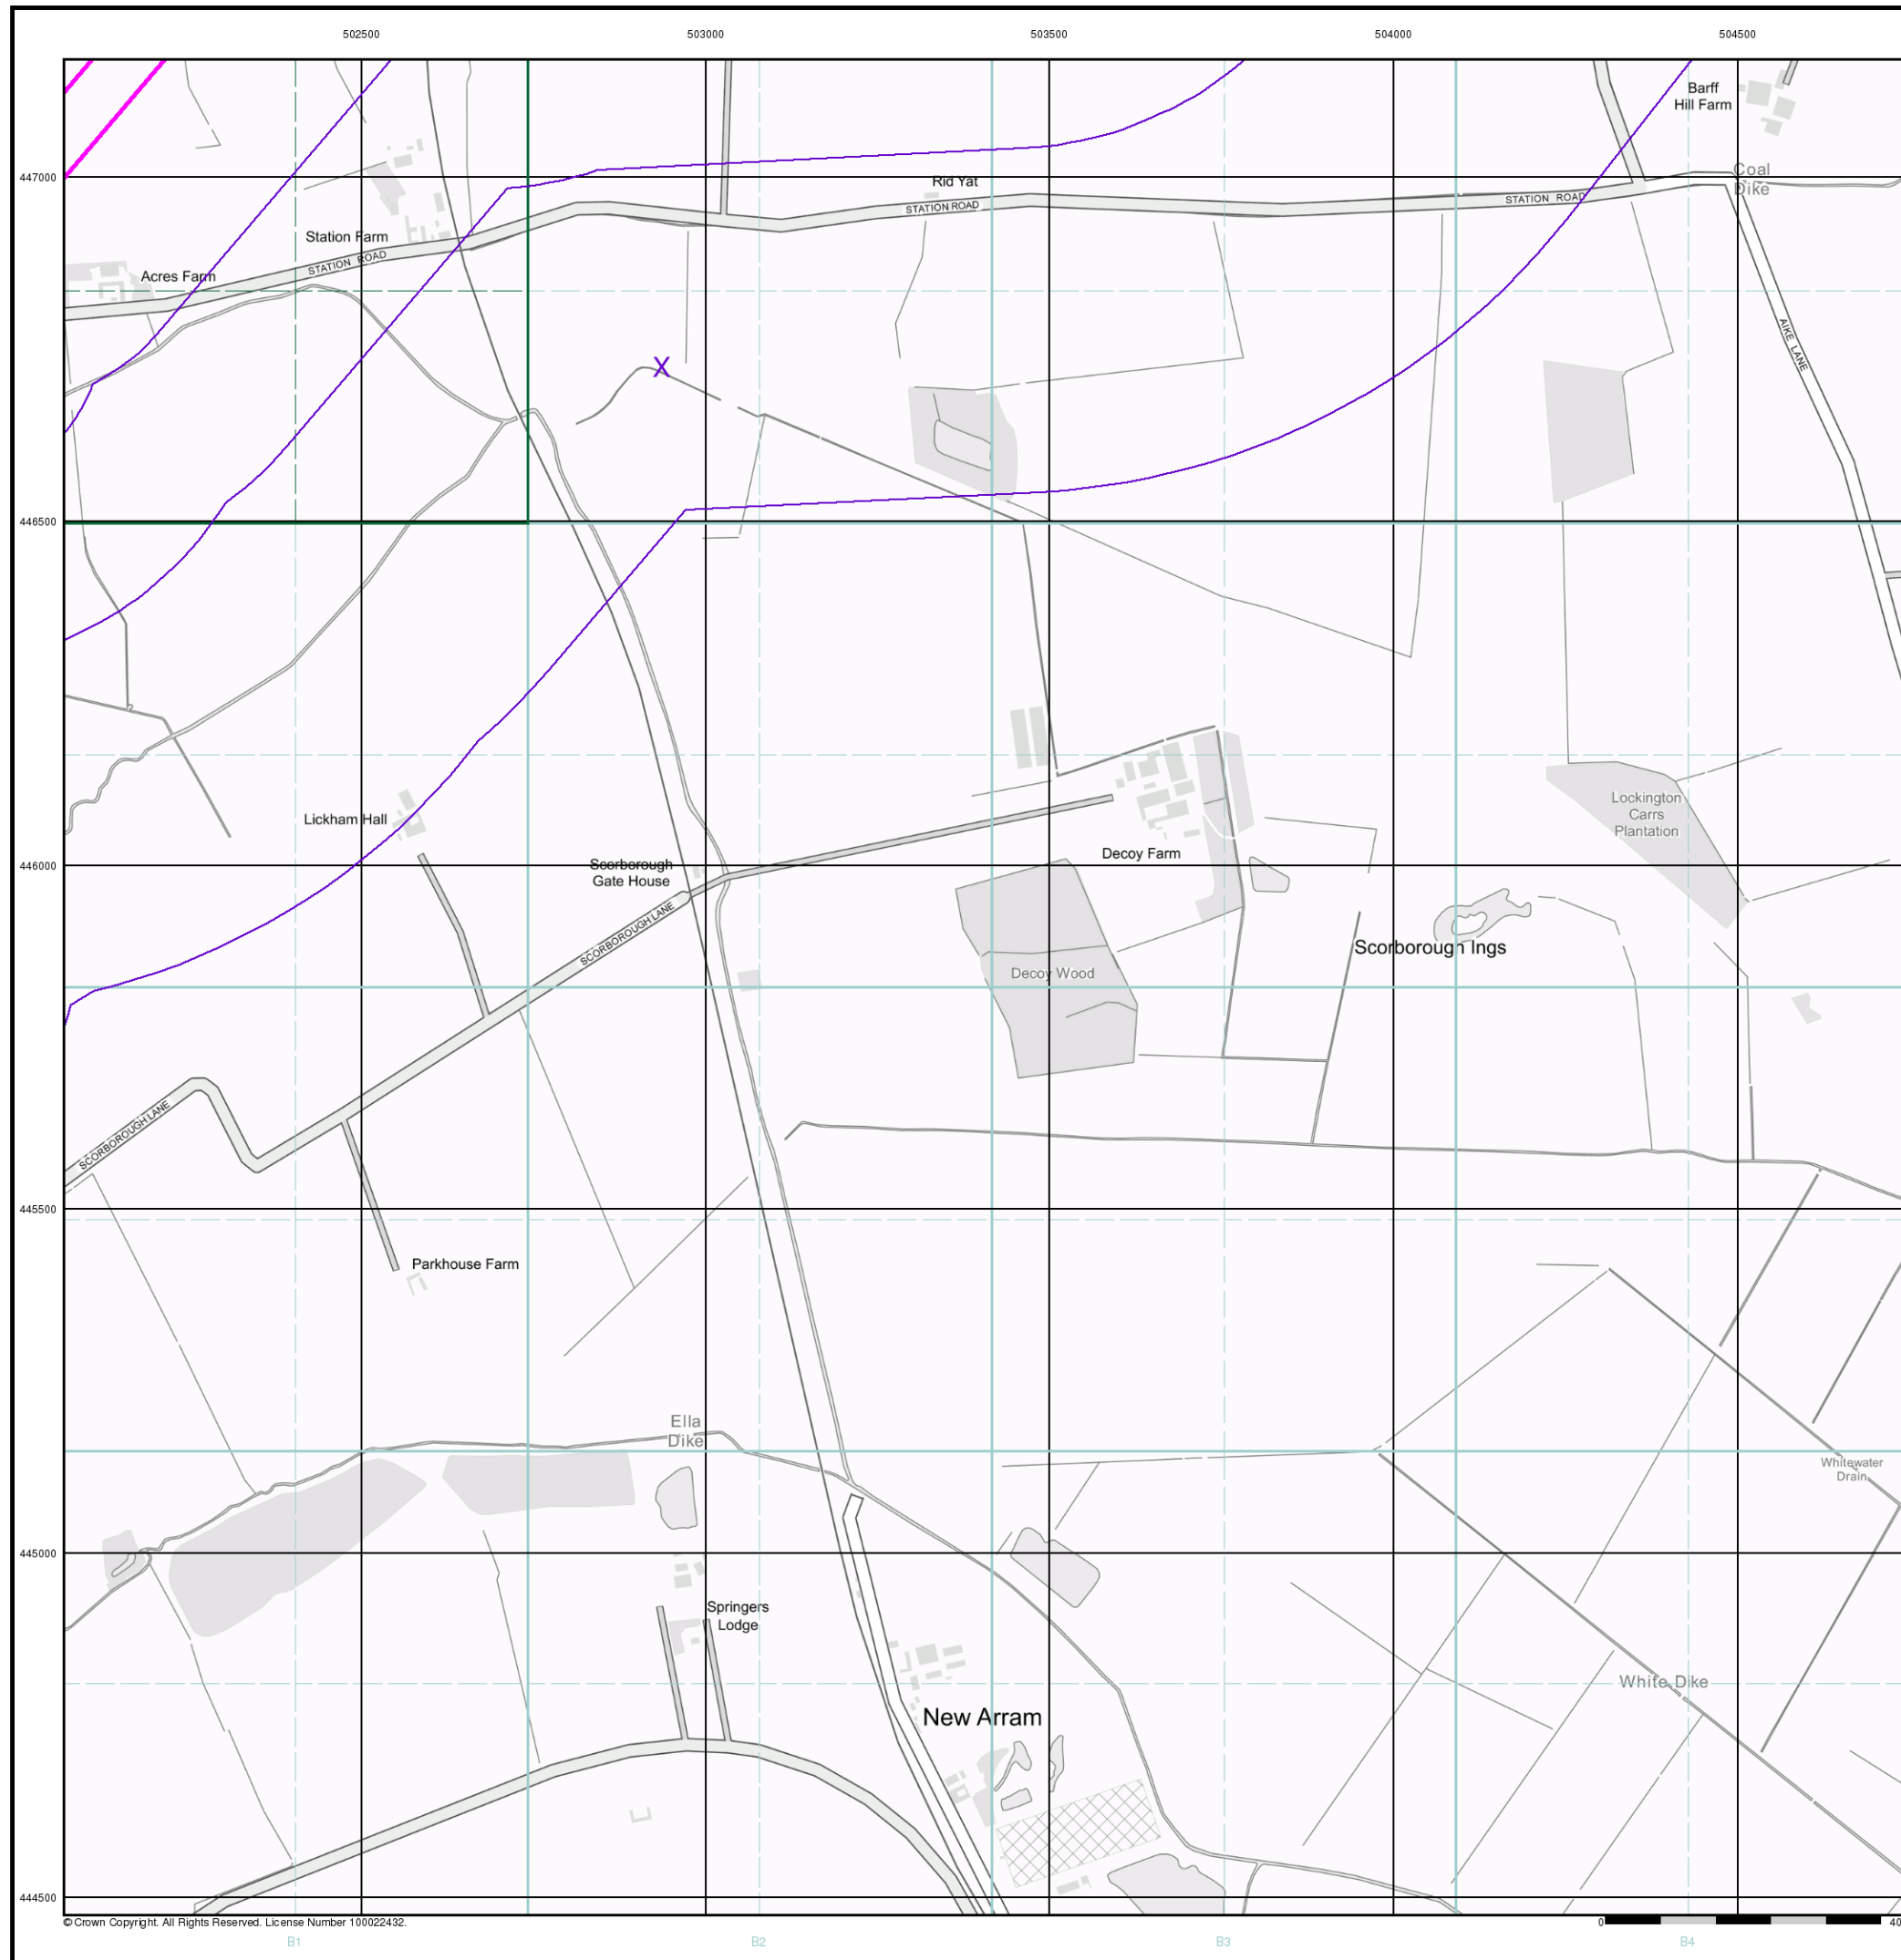 502500 503000 503500 504000 504500
Barff
Hill Farm
447000
Coal
Dike
Rid Yat
STATION ROAD
STATION ROAD
Station Farm
STATION ROAD
Acres Farm
AIKE LANE
X
446500
Lockington
Carrs
Plantation
Lickham Hall
Decoy Farm
446000
Scorborough
Gate House
SCORBOROUGH LANE
Scorborough Ings
Decoy Wood
SCORBOROUGH LANE
445500
Parkhouse Farm
Ella
Dike
Whitewater
Drain
445000
Springers
Lodge
White Dike
New Arram
444500
© Crown Copyright. All Rights Reserved. License Number 100022432.
0 40
B1 B2 B3 B4